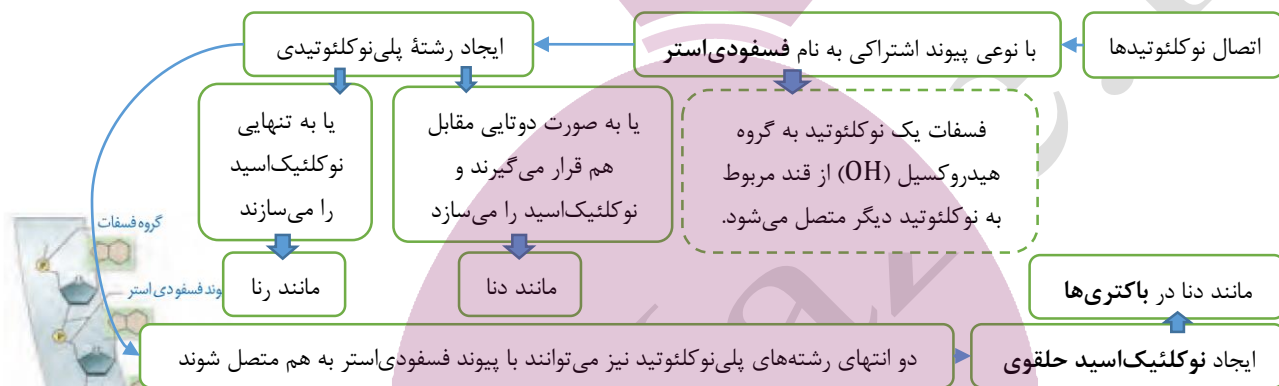 اتصال نوکلئوتیدها
با نوعی پیوند اشتراکی به نام فسفودی‌استر
ایجاد رشتهٔ پلی‌نوکلئوتیدی
فسفات یک نوکلئوتید به گروه
هیدروکسیل (OH) از قند مربوط
به نوکلئوتید دیگر متصل می‌شود.
یا به صورت دوتایی مقابل
هم قرار می‌گیرند و
نوکلئیک‌اسید را می‌سازد
یا به تنهایی
نوکلئیک‌اسید
را می‌سازند
مانند دنا
مانند رنا
گروه فسفات
وند فسفودی استر
دو انتهای رشته‌های پلی‌نوکلئوتید نیز می‌توانند با پیوند فسفودی‌استر به هم متصل شوند
ایجاد نوکلئیک‌اسید حلقوی
مانند دنا در باکتری‌ها